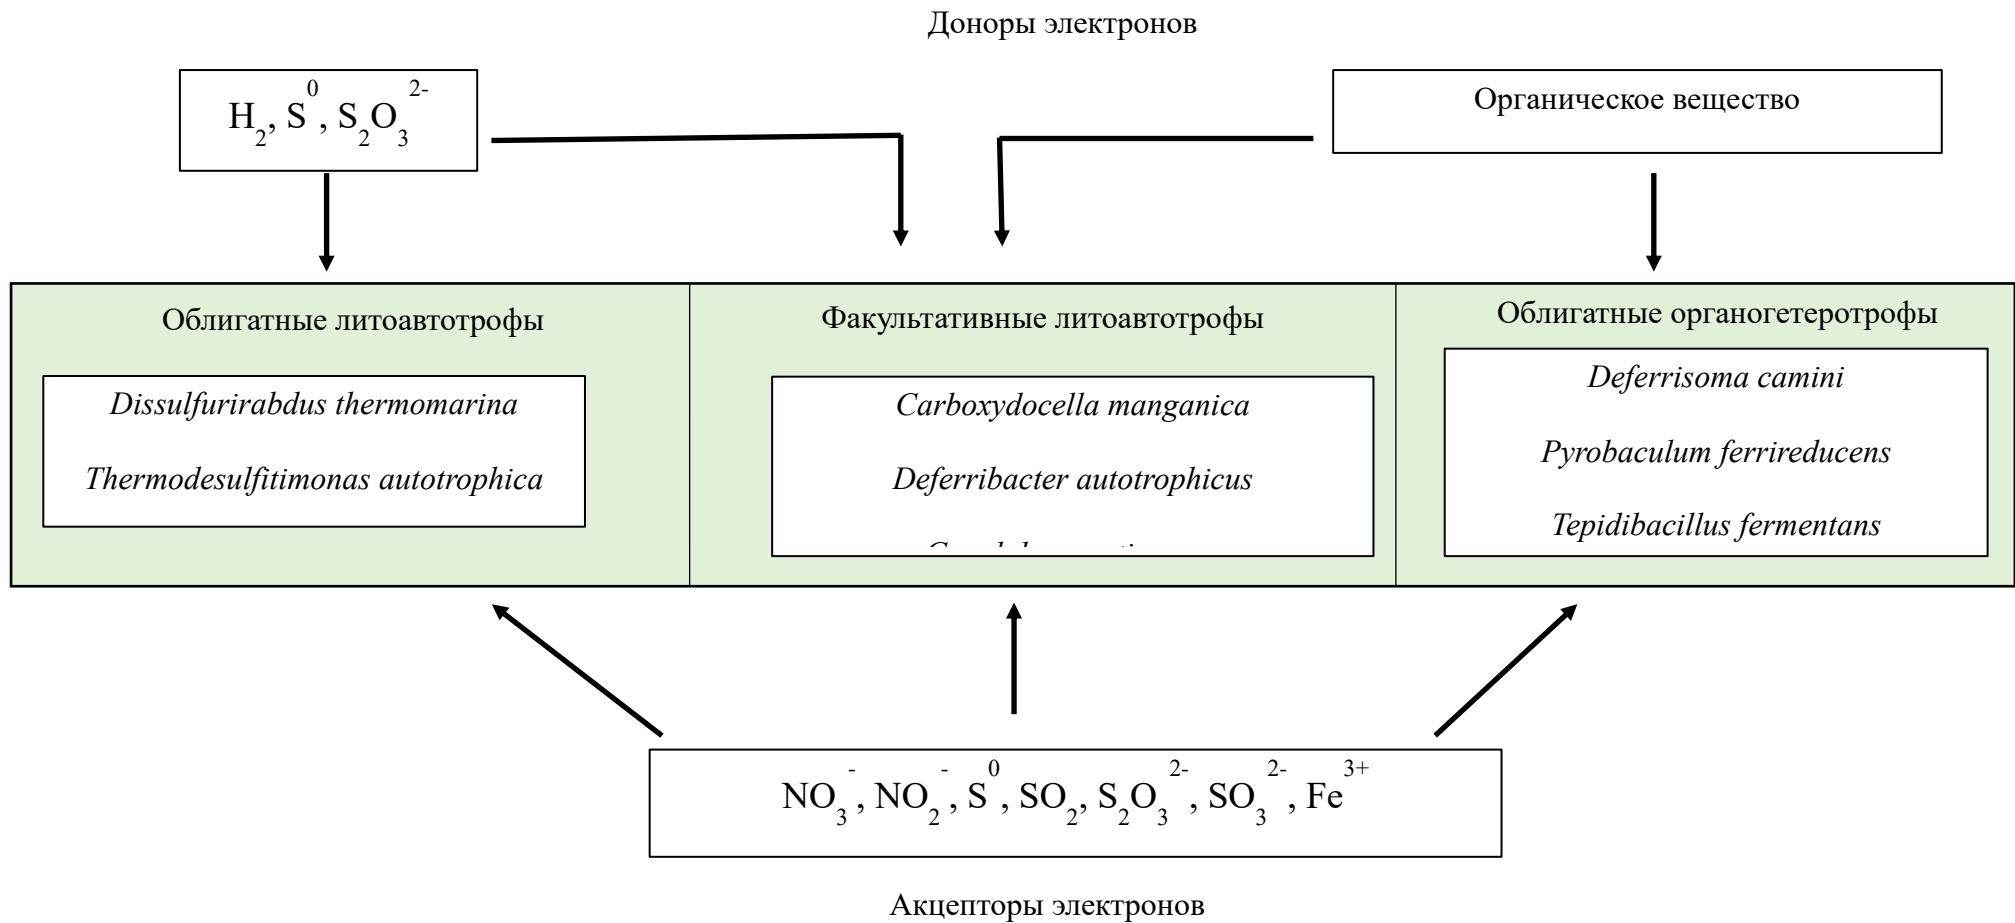 Доноры электронов
H₂, S⁰, S₂O₃²⁻
Органическое вещество
Облигатные литоавтотрофы
Dissulfurirabdus thermomarina
Thermodesulfitimonas autotrophica
Факультативные литоавтотрофы
Carboxydocella manganica
Deferribacter autotrophicus
Облигатные органогетеротрофы
Deferrisoma camini
Pyrobaculum ferrireducens
Tepidibacillus fermentans
NO₃⁻, NO₂⁻, S⁰, SO₂, S₂O₃²⁻, SO₃²⁻, Fe³⁺
Акцепторы электронов